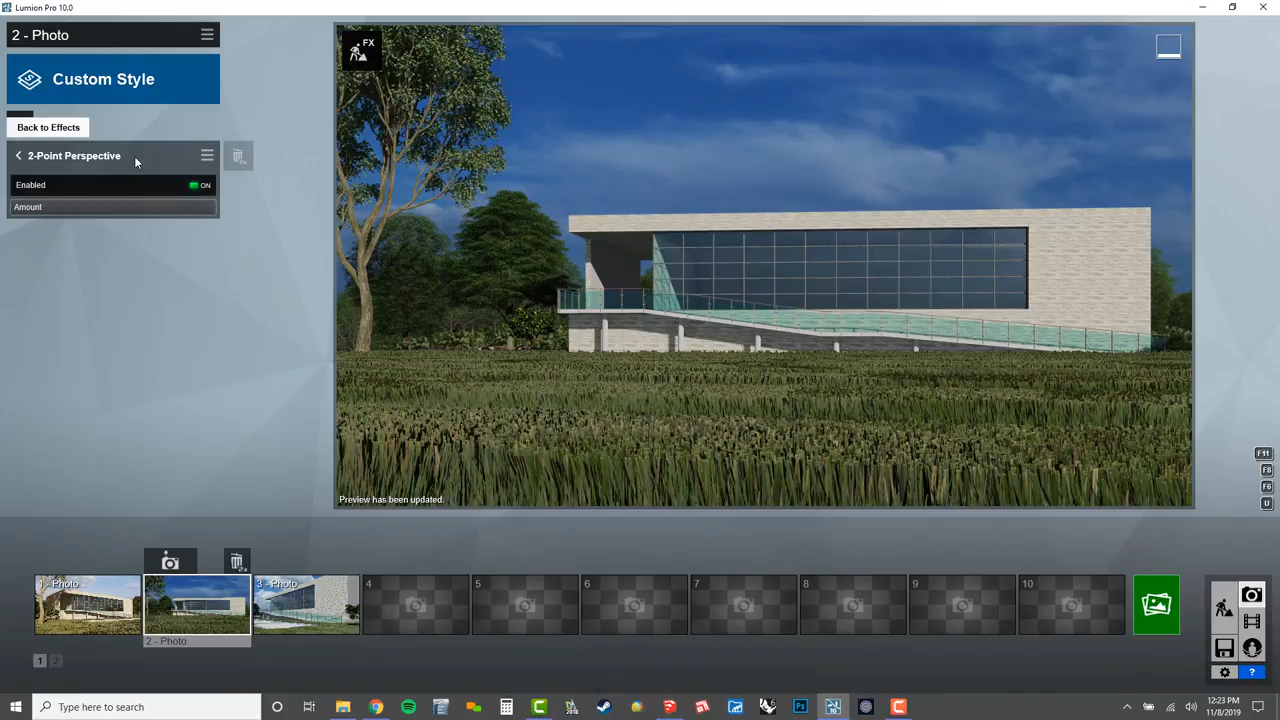 Lumion Pro 10.0
2 - Photo
Custom Style
Back to Effects
2-Point Perspective
Enabled
ON
Amount
FX
Preview has been updated.
F11
F8
F6
U
1 - Photo
3 - Photo
4
5
6
7
8
9
10
2 - Photo
1
2
?
Type here to search
Ps
12:23 PM
11/8/2019